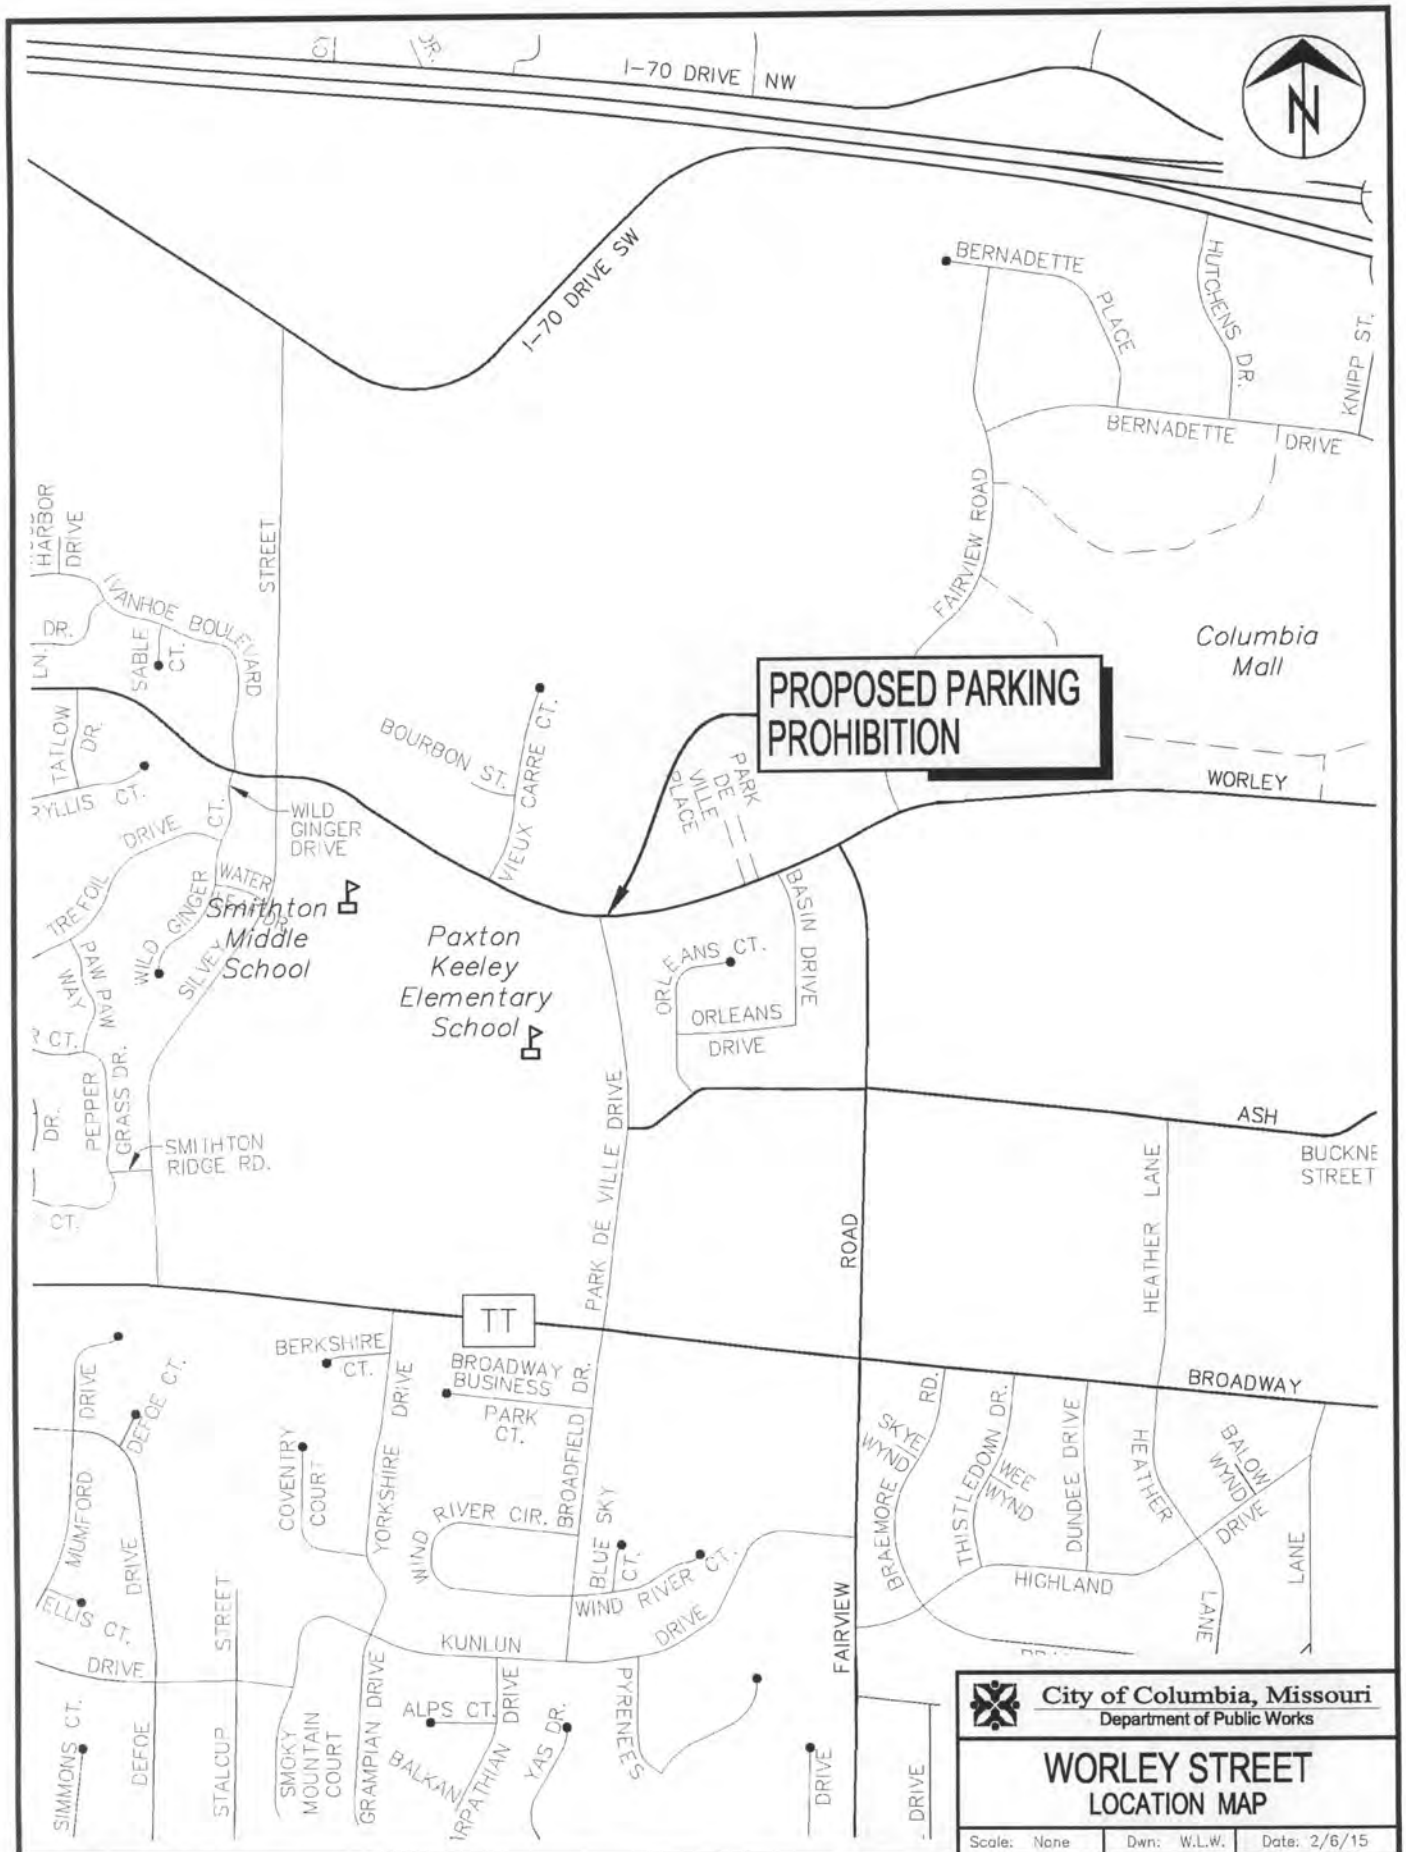 CT
DR.
I-70 DRIVE NW
N
I-70 DRIVE SW
BERNADETTE
PLACE
HUTCHENS DR.
KNIPP ST.
BERNADETTE DRIVE
HARBOR
DRIVE
STREET
FAIRVIEW ROAD
IVANHOE BOULEVARD
DR.
LN.
SABLE
CT.
Columbia
Mall
PROPOSED PARKING
PROHIBITION
TATLOW
DR.
BOURBON ST.
VIEUX CARRE CT.
PARK
DE
VILLE
PLACE
WORLEY
RYLLIS CT.
WILD
GINGER
DRIVE
TREFOIL DRIVE
WILD GINGER CT.
WATER
DR.
Smithton
Middle
School
SILVEY
PAW PAW
WAY
Paxton
Keeley
Elementary
School
BASIN DRIVE
ORLEANS CT.
ORLEANS
DRIVE
R CT.
PEPPER
GRASS DR.
DR.
SMITHTON
RIDGE RD.
CT.
PARK DE VILLE DRIVE
ASH
BUCKNE
STREET
HEATHER LANE
ROAD
TT
BERKSHIRE
CT.
BROADWAY
BUSINESS
PARK
CT.
BROADFIELD DR.
BROADWAY
DRIVE
DEFOE CT.
MUMFORD
DRIVE
COVENTRY
COURT
YORKSHIRE DRIVE
WIND RIVER CIR.
BLUE SKY
CT.
WIND RIVER CT.
SKYE
WYND
BRAEMORE RD.
THISTLEDOWN DR.
WEE
WYND
DUNDEE DRIVE
HEATHER
LANE
BALOW
WYND
DRIVE
HIGHLAND
LANE
ELLIS CT.
DRIVE
STALCUP STREET
KUNLUN DRIVE
FAIRVIEW
SIMMONS CT.
DEFOE
SMOKY
MOUNTAIN
COURT
GRAMPIAN DRIVE
ALPS CT.
BALKAN
RPATHIAN DRIVE
YAS DR.
PYRENEES
DRIVE
DRIVE
City of Columbia, Missouri
Department of Public Works
WORLEY STREET
LOCATION MAP
Scale: None Dwn: W.L.W. Date: 2/6/15